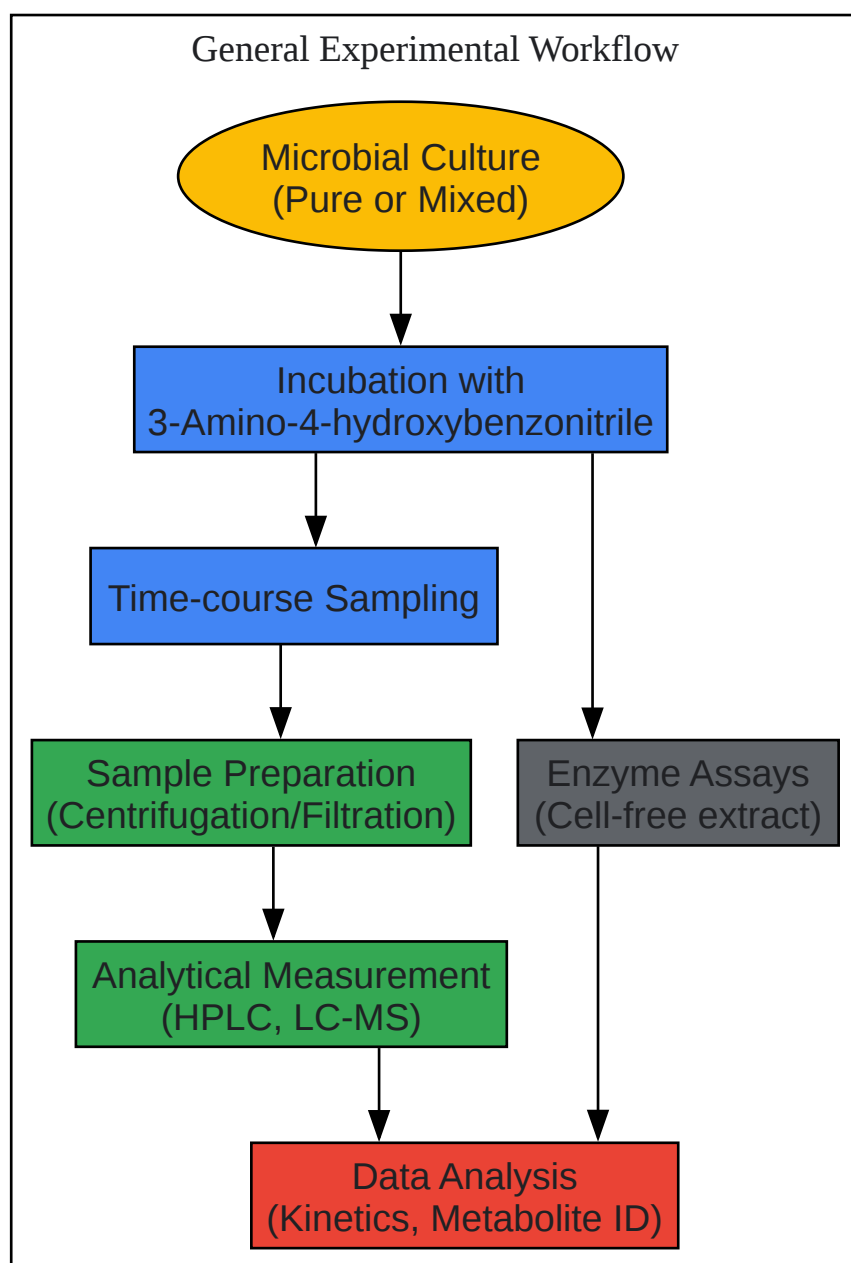 General Experimental Workflow
Microbial Culture
(Pure or Mixed)
Incubation with
3-Amino-4-hydroxybenzonitrile
Time-course Sampling
Sample Preparation
(Centrifugation/Filtration)
Enzyme Assays
(Cell-free extract)
Analytical Measurement
(HPLC, LC-MS)
Data Analysis
(Kinetics, Metabolite ID)